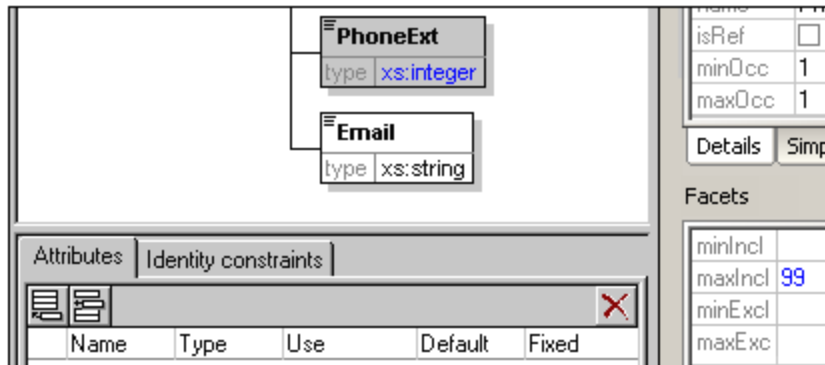 PhoneExt
type xs:integer
Email
type xs:string
isRef
minOcc 1
maxOcc 1
Details Simp
Facets
minIncl
maxIncl 99
minExcl
maxExc
Attributes Identity constraints
Name Type Use Default Fixed